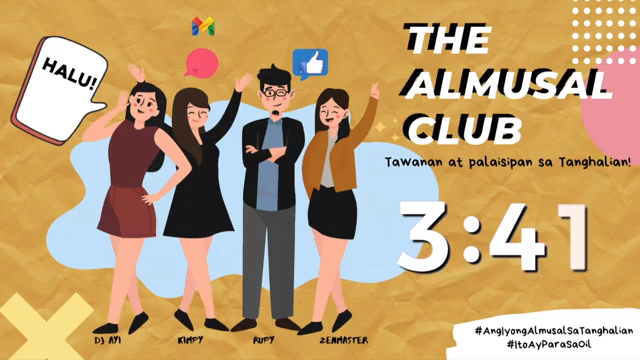 HALU!
THE
ALMUSAL
CLUB
Tawanan at palaisipan sa Tanghalian!
3:41
DJ AYI
KIMPY
RUPY
ZENMASTER
#AngIyongAlmusalSaTanghalian
#ItoAyParaSaOil